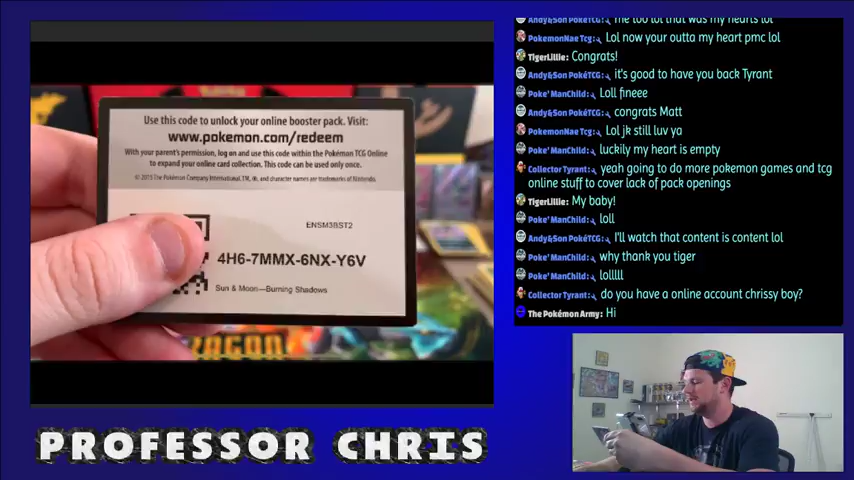 Use this code to unlock your online booster pack. Visit:
www.pokemon.com/redeem
With your parent's permission, log on and use this code within the Pokémon TCG Online
to expand your online card collection. This code can be used only once.
ENSM3BST2
4H6-7MMX-6NX-Y6V
Sun & Moon—Burning Shadows
DRAGON
PROFESSOR CHRIS
Andy&Son PokéTCG: me too lol that was my hearts lol
PokemonNae Tcg: Lol now your outta my heart pmc lol
TigerLillie: Congrats!
Andy&Son PokéTCG: it's good to have you back Tyrant
Poke' ManChild: Loll fineee
Andy&Son PokéTCG: congrats Matt
PokemonNae Tcg: Lol jk still luv ya
Poke' ManChild: luckily my heart is empty
Collector Tyrant: yeah going to do more pokemon games and tcg
online stuff to cover lack of pack openings
TigerLillie: My baby!
Poke' ManChild: loll
Andy&Son PokéTCG: I'll watch that content is content lol
Poke' ManChild: why thank you tiger
Poke' ManChild: lolllll
Collector Tyrant: do you have a online account chrissy boy?
The Pokémon Army: Hi